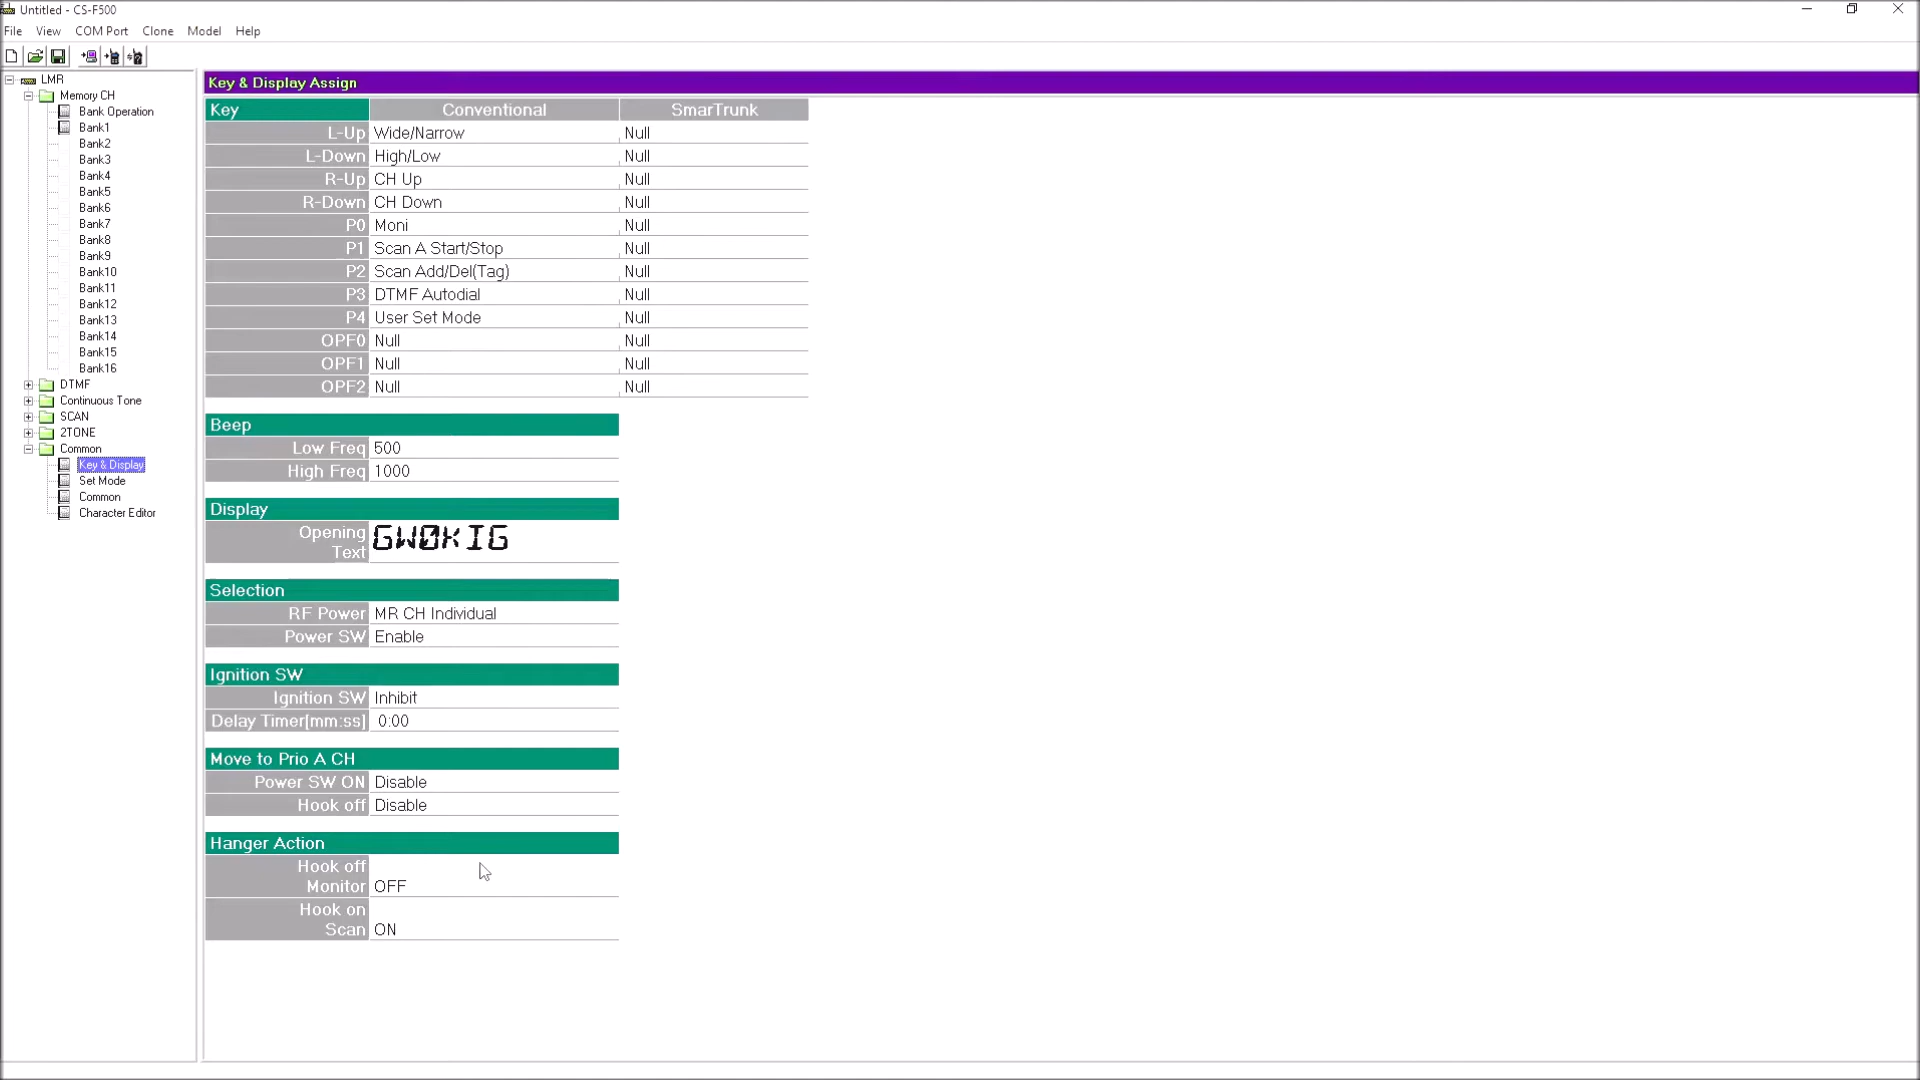 Untitled - CS-F500
File View COM Port Clone Model Help
LMR
Memory CH
Bank Operation
Bank1
Bank2
Bank3
Bank4
Bank5
Bank6
Bank7
Bank8
Bank9
Bank10
Bank11
Bank12
Bank13
Bank14
Bank15
Bank16
DTMF
Continuous Tone
SCAN
2TONE
Common
Key & Display
Set Mode
Common
Character Editor
Key & Display Assign
Key Conventional SmarTrunk
L-Up Wide/Narrow Null
L-Down High/Low Null
R-Up CH Up Null
R-Down CH Down Null
P0 Moni Null
P1 Scan A Start/Stop Null
P2 Scan Add/Del(Tag) Null
P3 DTMF Autodial Null
P4 User Set Mode Null
OPF0 Null Null
OPF1 Null Null
OPF2 Null Null
Beep
Low Freq 500
High Freq 1000
Display
Opening
Text GW0KIG
Selection
RF Power MR CH Individual
Power SW Enable
Ignition SW
Ignition SW Inhibit
Delay Timer[mm:ss] 0:00
Move to Prio A CH
Power SW ON Disable
Hook off Disable
Hanger Action
Hook off
Monitor OFF
Hook on
Scan ON